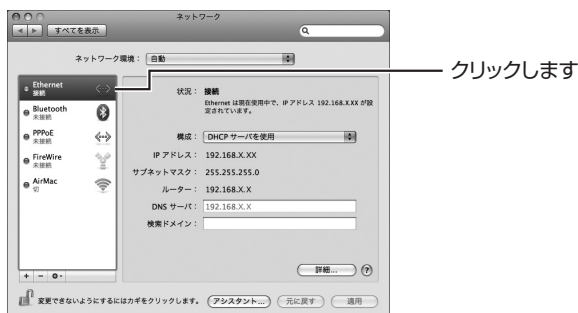 ネットワーク
すべてを表示
ネットワーク環境： 自動
クリックします
Ethernet
接続
Bluetooth
未接続
PPPoE
未接続
FireWire
未接続
AirMac
切
状況： 接続
Ethernet は現在使用中で、IP アドレス 192.168.X.XX が設
定されています。
構成： DHCP サーバを使用
IP アドレス： 192.168.X.XX
サブネットマスク： 255.255.255.0
ルーター： 192.168.X.X
DNS サーバ： 192.168.X.X
検索ドメイン：
詳細... ?
変更できないようにするにはカギをクリックします。 アシスタント... 元に戻す 適用